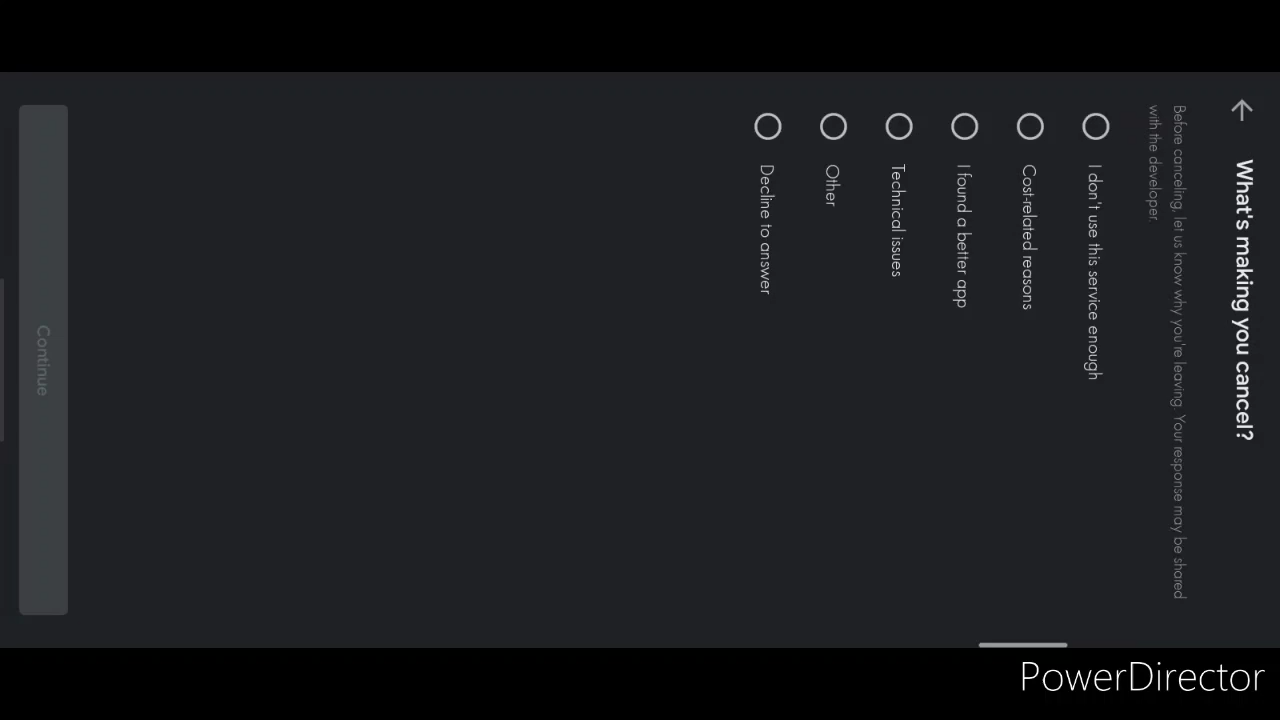 What's making you cancel?
Before canceling, let us know why you're leaving. Your response may be shared
with the developer.
I don't use this service enough
Cost-related reasons
I found a better app
Technical issues
Other
Decline to answer
Continue
PowerDirector